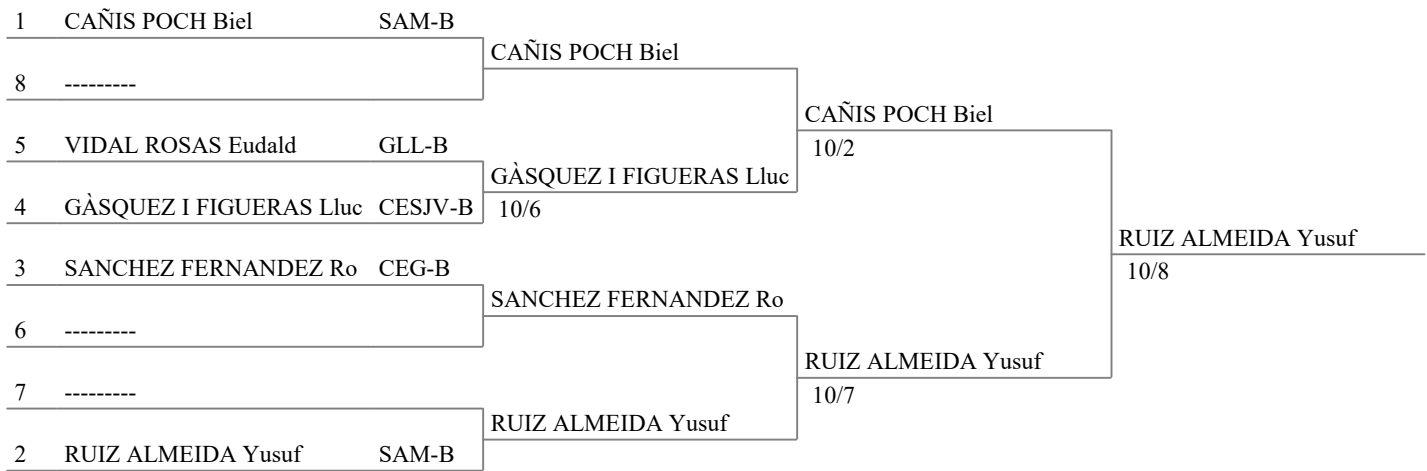 1 CAÑIS POCH Biel SAM-B
CAÑIS POCH Biel
8 ---------
CAÑIS POCH Biel
10/2
5 VIDAL ROSAS Eudald GLL-B
GÀSQUEZ I FIGUERAS Lluc
4 GÀSQUEZ I FIGUERAS Lluc CESJV-B
10/6
RUIZ ALMEIDA Yusuf
10/8
3 SANCHEZ FERNANDEZ Ro CEG-B
SANCHEZ FERNANDEZ Ro
6 ---------
RUIZ ALMEIDA Yusuf
10/7
7 ---------
RUIZ ALMEIDA Yusuf
2 RUIZ ALMEIDA Yusuf SAM-B